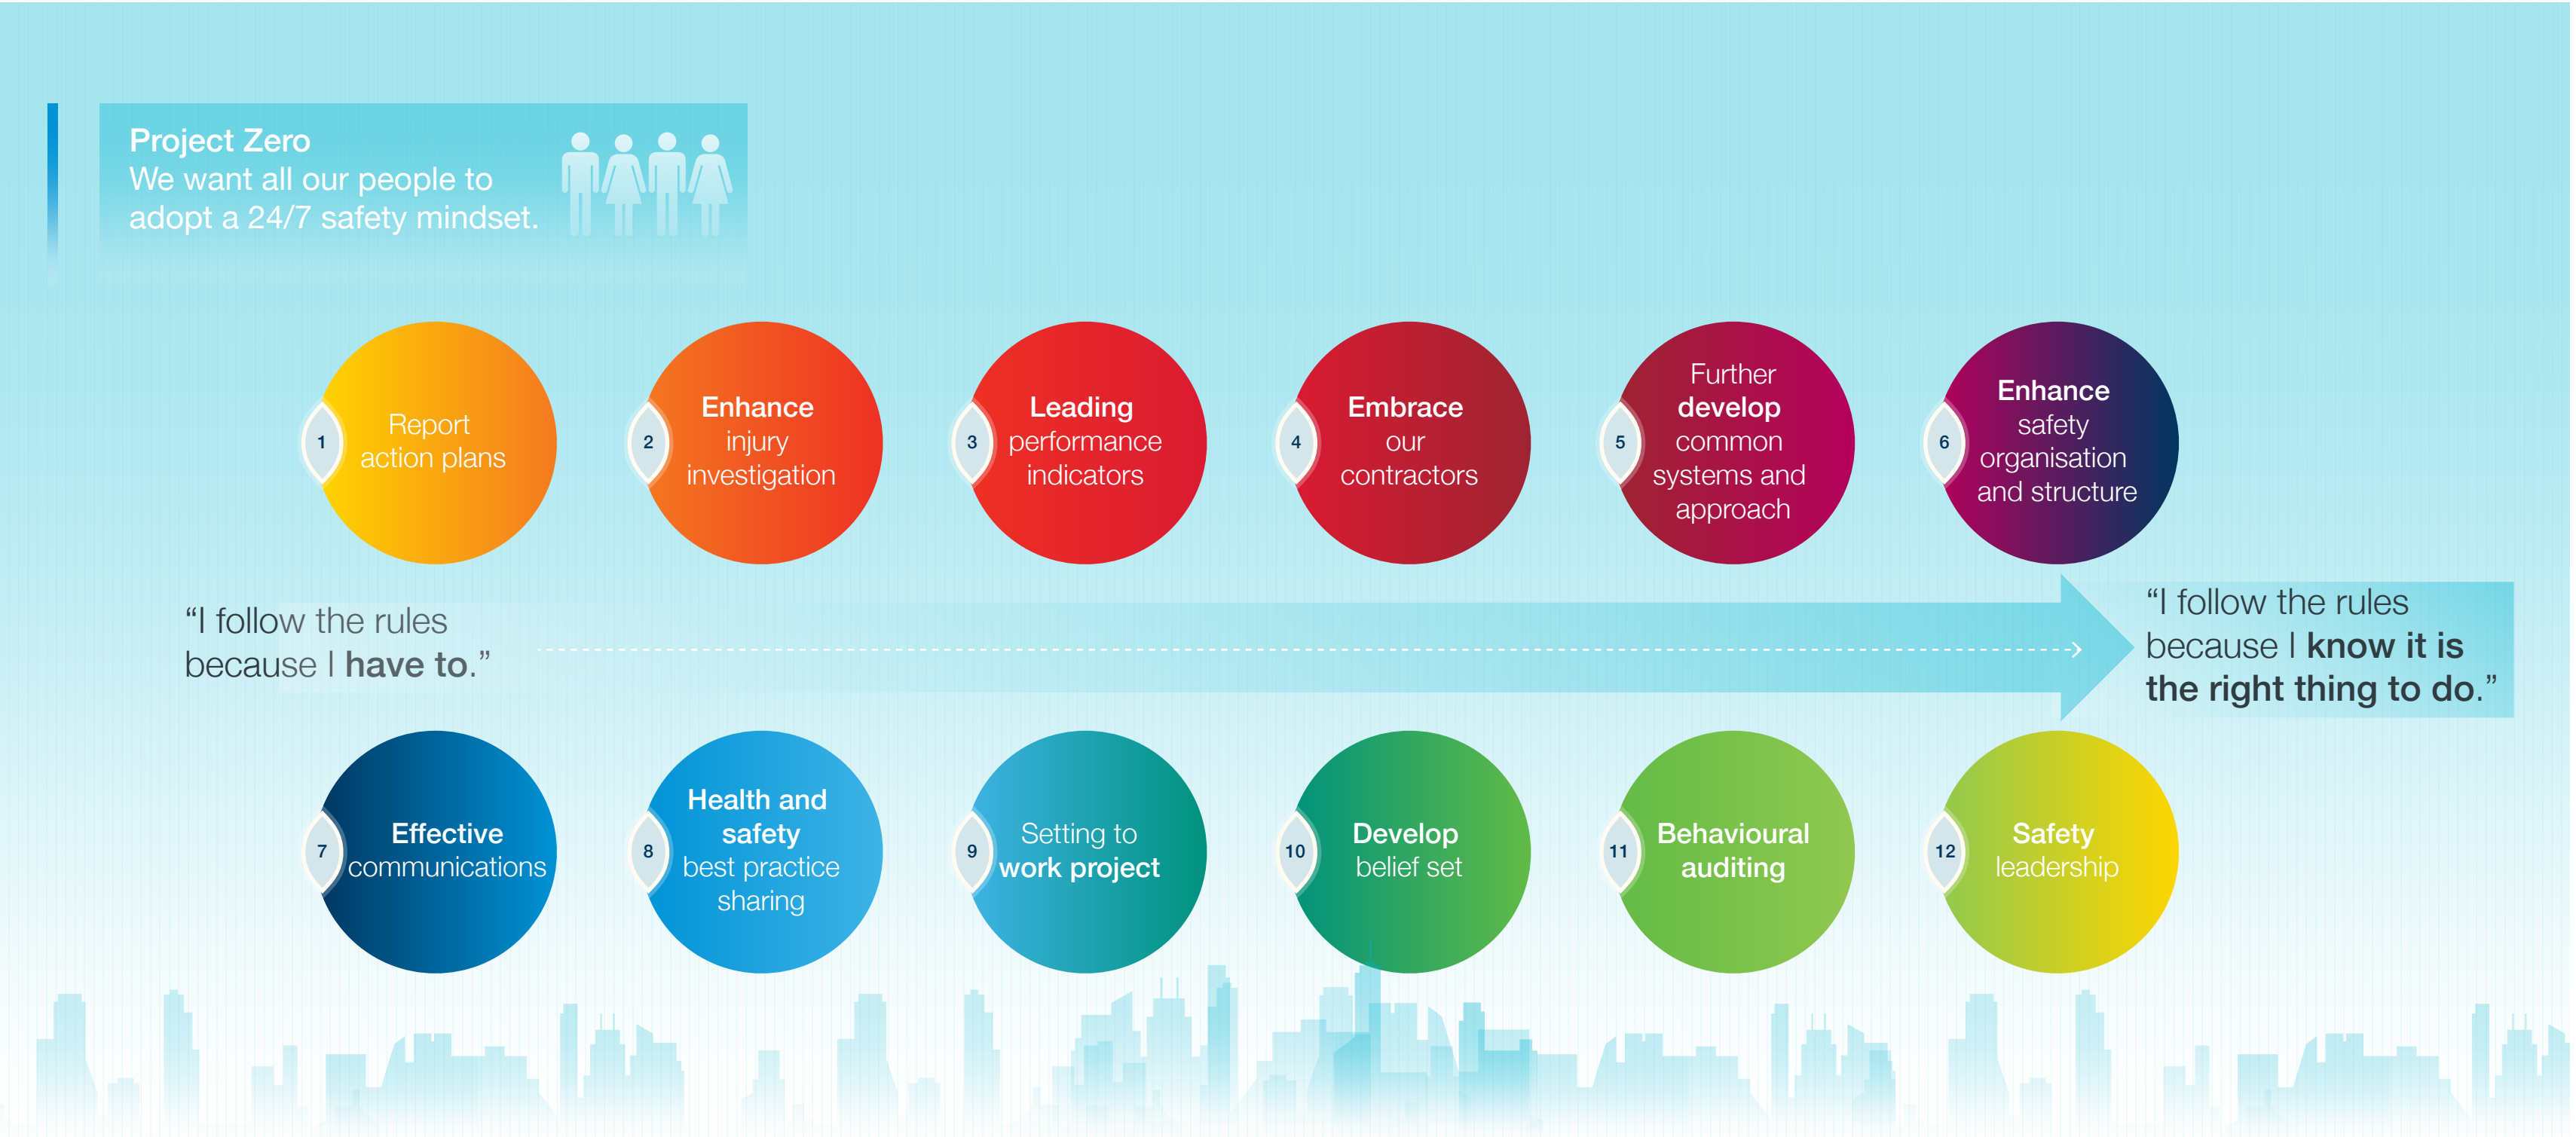 Project Zero
We want all our people to
adopt a 24/7 safety mindset.
1
Report
action plans
2
Enhance
injury
investigation
3
Leading
performance
indicators
4
Embrace
our
contractors
5
Further
develop
common
systems and
approach
6
Enhance
safety
organisation
and structure
“I follow the rules
because I have to.”
“I follow the rules
because I know it is
the right thing to do.”
7
Effective
communications
8
Health and
safety
best practice
sharing
9
Setting to
work project
10
Develop
belief set
11
Behavioural
auditing
12
Safety
leadership